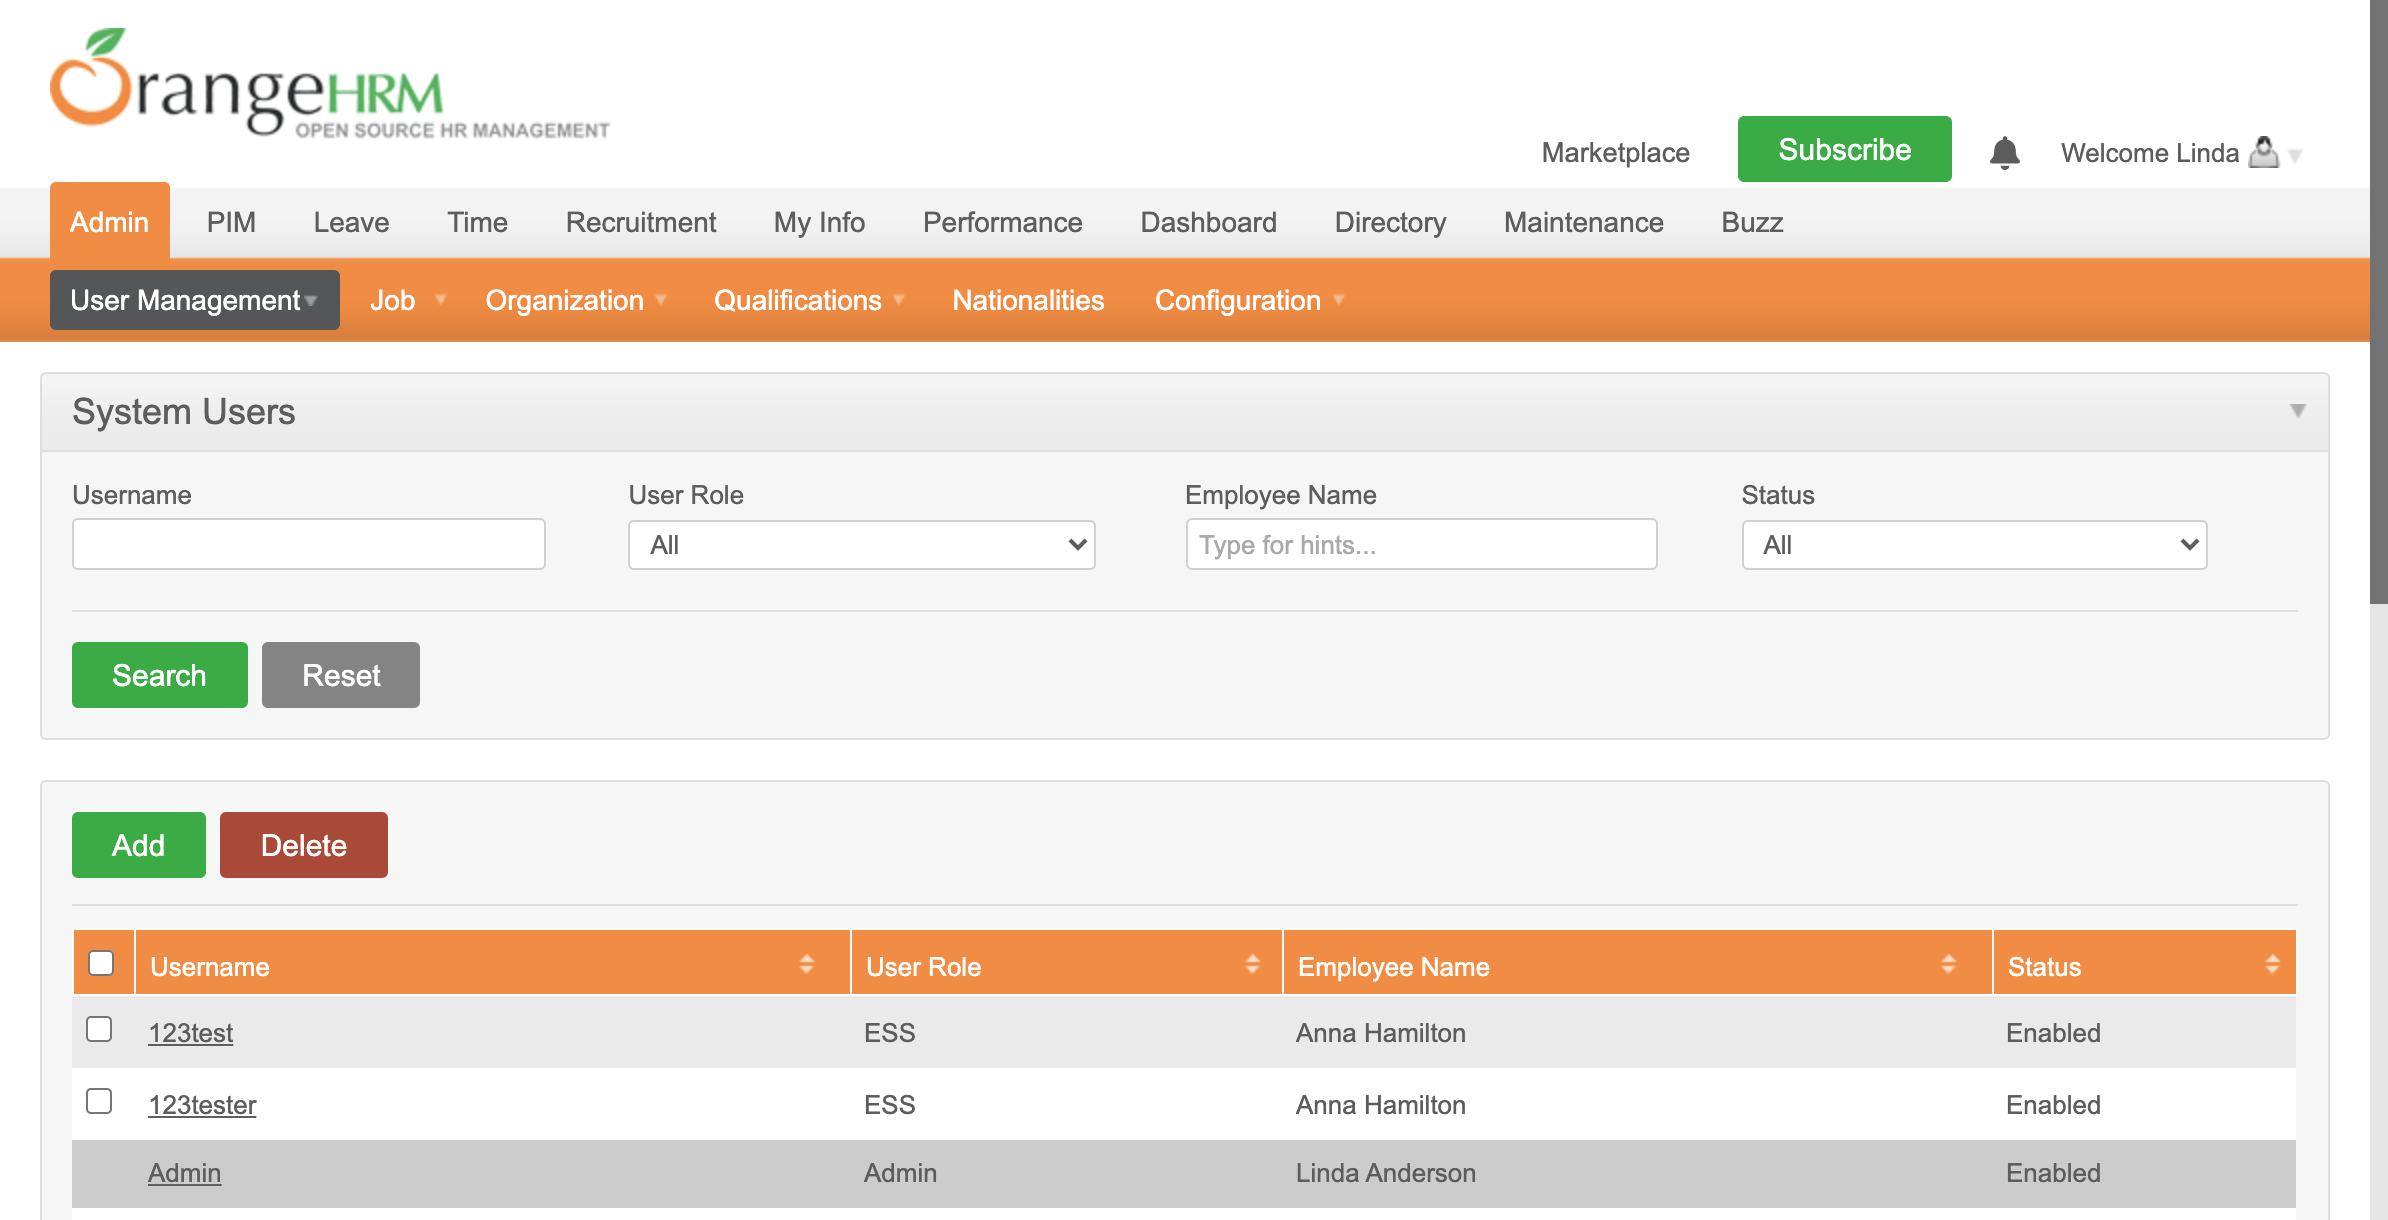 OrangeHRM
OPEN SOURCE HR MANAGEMENT
Marketplace Subscribe Welcome Linda
Admin PIM Leave Time Recruitment My Info Performance Dashboard Directory Maintenance Buzz
User Management Job Organization Qualifications Nationalities Configuration
System Users
Username User Role Employee Name Status
All Type for hints... All
Search Reset
Add Delete
Username User Role Employee Name Status
123test ESS Anna Hamilton Enabled
123tester ESS Anna Hamilton Enabled
Admin Admin Linda Anderson Enabled